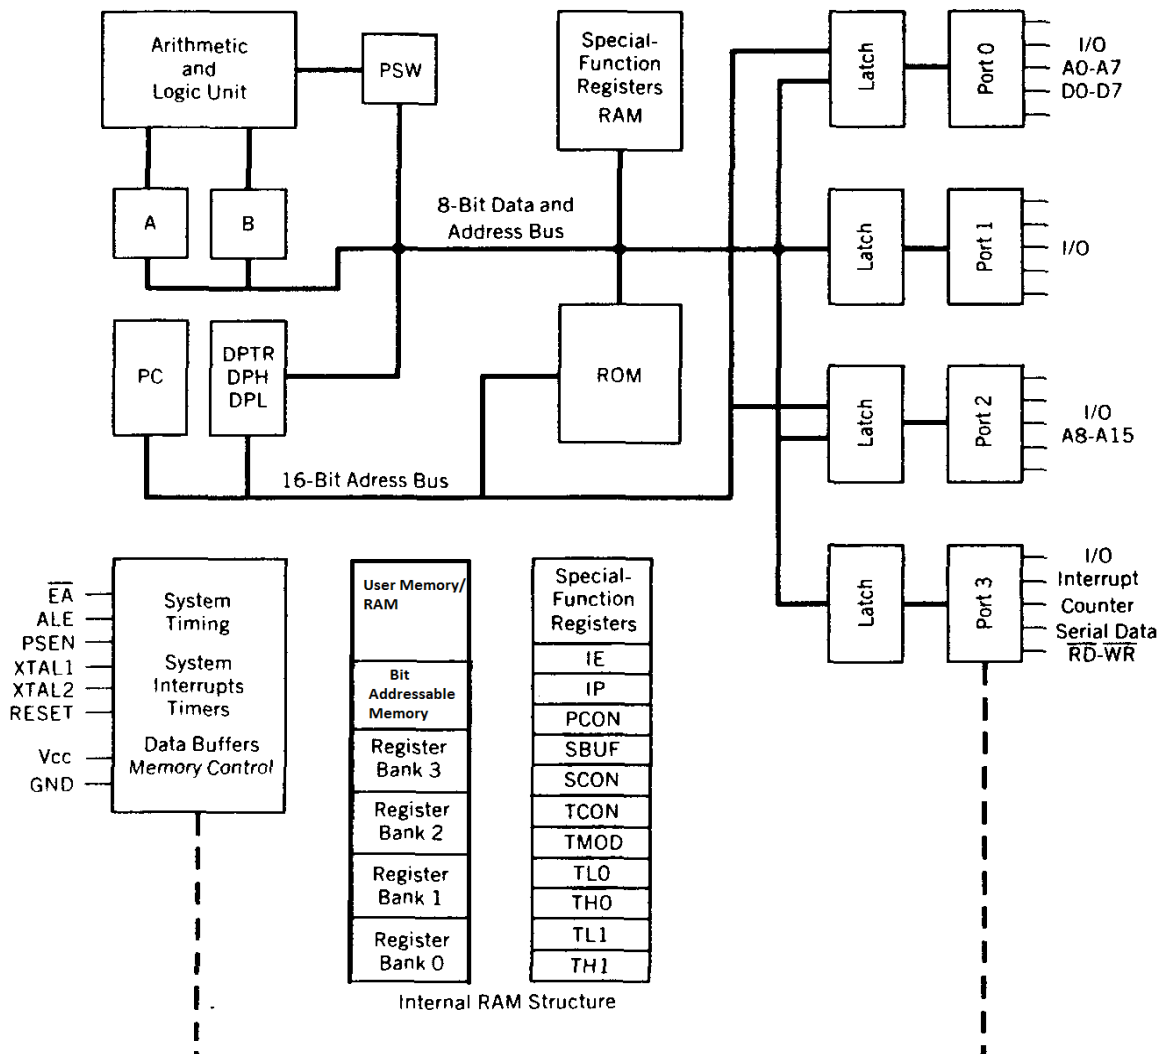 Arithmetic
and
Logic Unit
PSW
A
B
Special-
Function
Registers
RAM
8-Bit Data and
Address Bus
PC
DPTR
DPH
DPL
ROM
16-Bit Adress Bus
Latch
Port 0
I/O
A0-A7
D0-D7
Latch
Port 1
I/O
Latch
Port 2
I/O
A8-A15
Latch
Port 3
I/O
Interrupt
Counter
Serial Data
R̅D̅-W̅R̅
E̅A̅
ALE
PSEN
XTAL1
XTAL2
RESET
Vcc
GND
System
Timing
System
Interrupts
Timers
Data Buffers
Memory Control
User Memory/
RAM
Bit
Addressable
Memory
Register
Bank 3
Register
Bank 2
Register
Bank 1
Register
Bank 0
Special-
Function
Registers
IE
IP
PCON
SBUF
SCON
TCON
TMOD
TL0
TH0
TL1
TH1
Internal RAM Structure